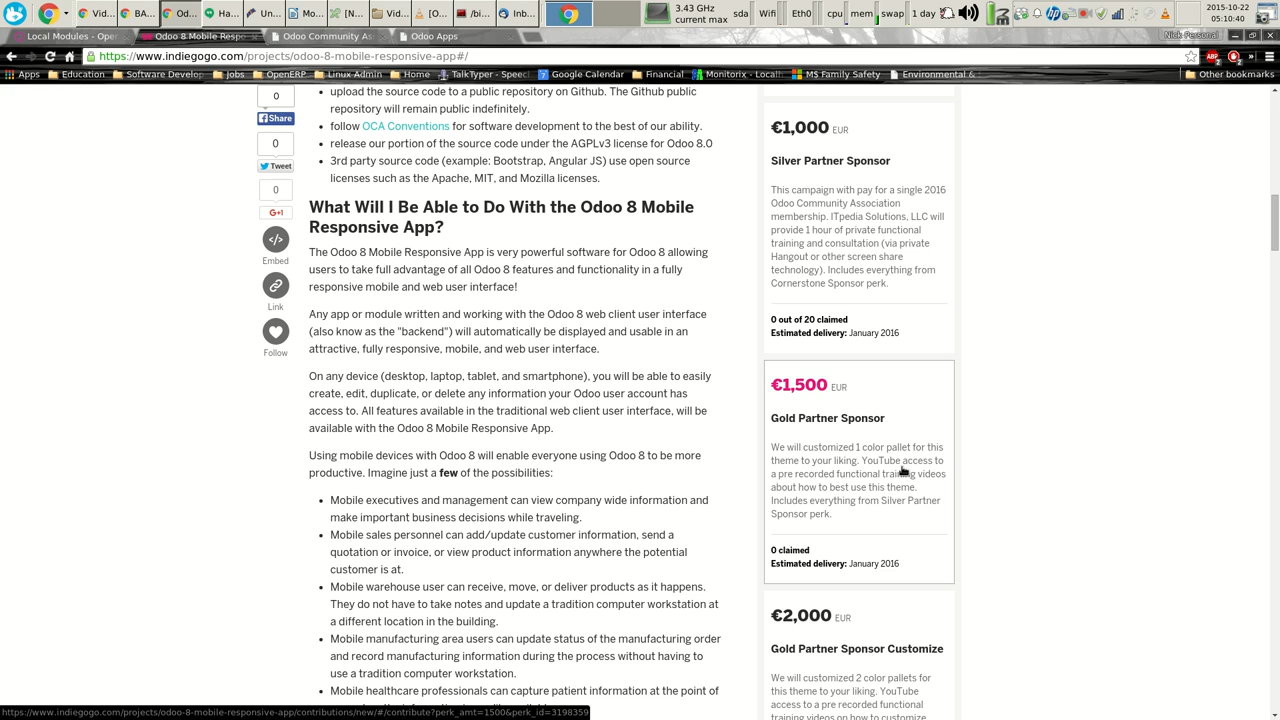 Vid...
BA...
Od...
Ha...
Un...
Mo...
[N...
Vid...
[O...
/bi...
Inb...
3.43 GHz
current max
sda
Wifi
Eth0
cpu
mem
swap
1 day
2015-10-22
05:10:40
Local Modules - Oper
Odoo 8 Mobile Respo
Odoo Community As
Odoo Apps
Nick Personal
https://www.indiegogo.com/projects/odoo-8-mobile-responsive-app#/
Apps
Education
Software Develop
Jobs
OpenERP
Linux Admin
Home
TalkTyper - Speec
Google Calendar
Financial
Monitorix - Localh
M$ Family Safety
Environmental &
Other bookmarks
0
Share
0
Tweet
0
G+1
Embed
Link
Follow
upload the source code to a public repository on Github. The Github public
repository will remain public indefinitely.
follow OCA Conventions for software development to the best of our ability.
release our portion of the source code under the AGPLv3 license for Odoo 8.0
3rd party source code (example: Bootstrap, Angular JS) use open source
licenses such as the Apache, MIT, and Mozilla licenses.
What Will I Be Able to Do With the Odoo 8 Mobile
Responsive App?
The Odoo 8 Mobile Responsive App is very powerful software for Odoo 8 allowing
users to take full advantage of all Odoo 8 features and functionality in a fully
responsive mobile and web user interface!
Any app or module written and working with the Odoo 8 web client user interface
(also know as the "backend") will automatically be displayed and usable in an
attractive, fully responsive, mobile, and web user interface.
On any device (desktop, laptop, tablet, and smartphone), you will be able to easily
create, edit, duplicate, or delete any information your Odoo user account has
access to. All features available in the traditional web client user interface, will be
available with the Odoo 8 Mobile Responsive App.
Using mobile devices with Odoo 8 will enable everyone using Odoo 8 to be more
productive. Imagine just a few of the possibilities:
Mobile executives and management can view company wide information and
make important business decisions while traveling.
Mobile sales personnel can add/update customer information, send a
quotation or invoice, or view product information anywhere the potential
customer is at.
Mobile warehouse user can receive, move, or deliver products as it happens.
They do not have to take notes and update a tradition computer workstation at
a different location in the building.
Mobile manufacturing area users can update status of the manufacturing order
and record manufacturing information during the process without having to
use a tradition computer workstation.
Mobile healthcare professionals can capture patient information at the point of
€1,000 EUR
Silver Partner Sponsor
This campaign with pay for a single 2016
Odoo Community Association
membership. ITpedia Solutions, LLC will
provide 1 hour of private functional
training and consultation (via private
Hangout or other screen share
technology). Includes everything from
Cornerstone Sponsor perk.
0 out of 20 claimed
Estimated delivery: January 2016
€1,500 EUR
Gold Partner Sponsor
We will customized 1 color pallet for this
theme to your liking. YouTube access to
a pre recorded functional training videos
about how to best use this theme.
Includes everything from Silver Partner
Sponsor perk.
0 claimed
Estimated delivery: January 2016
€2,000 EUR
Gold Partner Sponsor Customize
We will customized 2 color pallets for
this theme to your liking. YouTube
access to a pre recorded functional
training videos on how to customize
https://www.indiegogo.com/projects/odoo-8-mobile-responsive-app/contributions/new/#/contribute?perk_amt=1500&perk_id=3198359